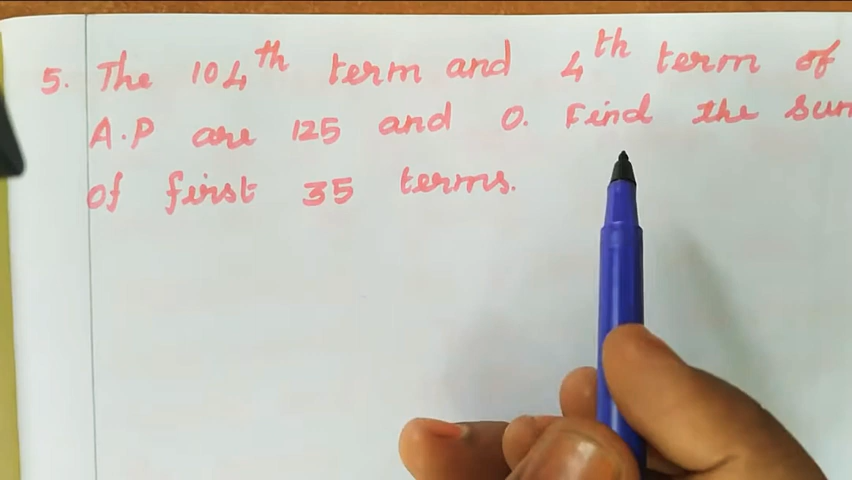 5. The 104th term and 4th term of
A.P are 125 and 0. Find the sum
of first 35 terms.